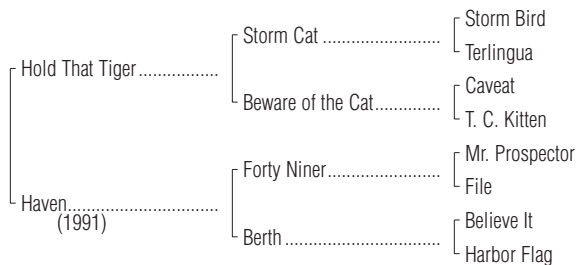 Storm Bird
Storm Cat ........................
Terlingua
Hold That Tiger ................
Caveat
Beware of the Cat .............
T. C. Kitten
Mr. Prospector
Forty Niner .......................
File
Haven ..............................
(1991)
Believe It
Berth ...............................
Harbor Flag